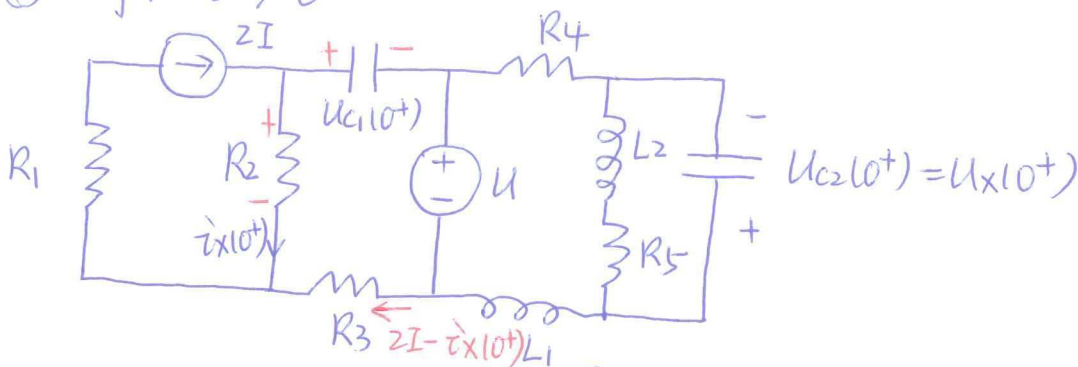 2I
+ -
R4
Uc1(0+)
+
R1
R2
-
ix(0+)
+
-
U
L2
R5
-
Uc2(0+)=Ux(0+)
+
R3
2I-ix(0+)
L1